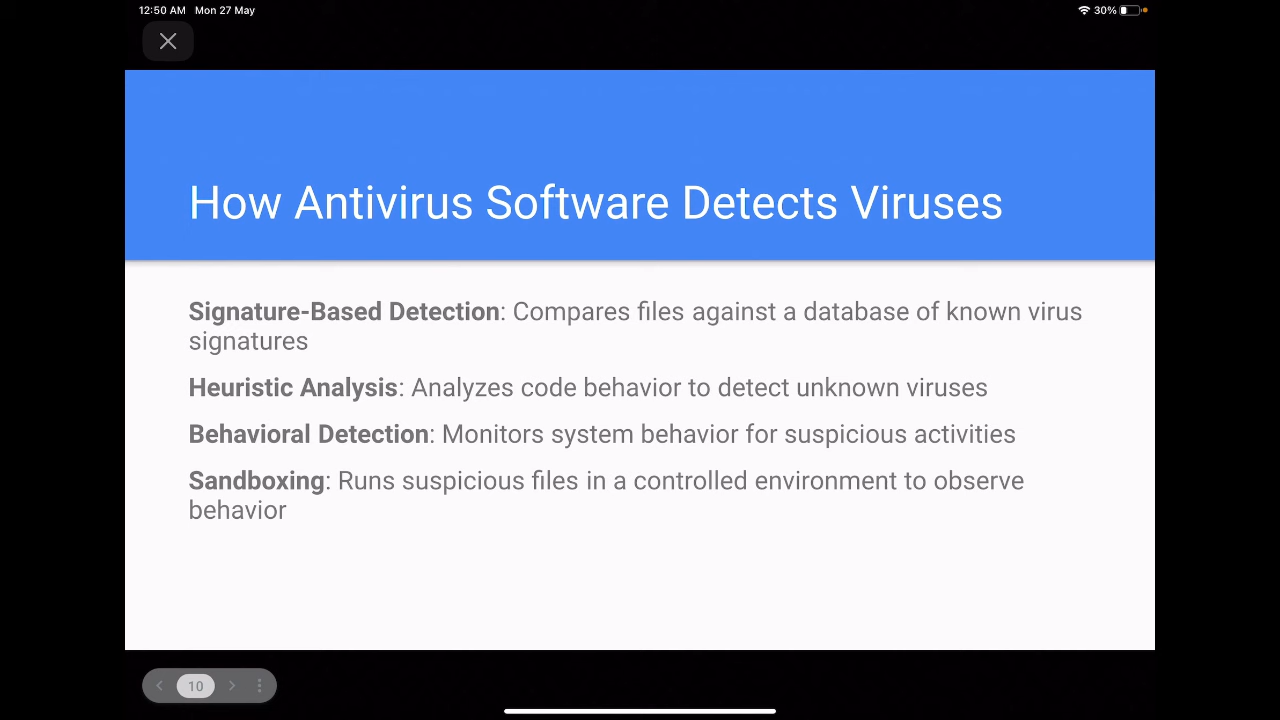 12:50 AM Mon 27 May
30%
How Antivirus Software Detects Viruses
Signature-Based Detection: Compares files against a database of known virus
signatures
Heuristic Analysis: Analyzes code behavior to detect unknown viruses
Behavioral Detection: Monitors system behavior for suspicious activities
Sandboxing: Runs suspicious files in a controlled environment to observe
behavior
10